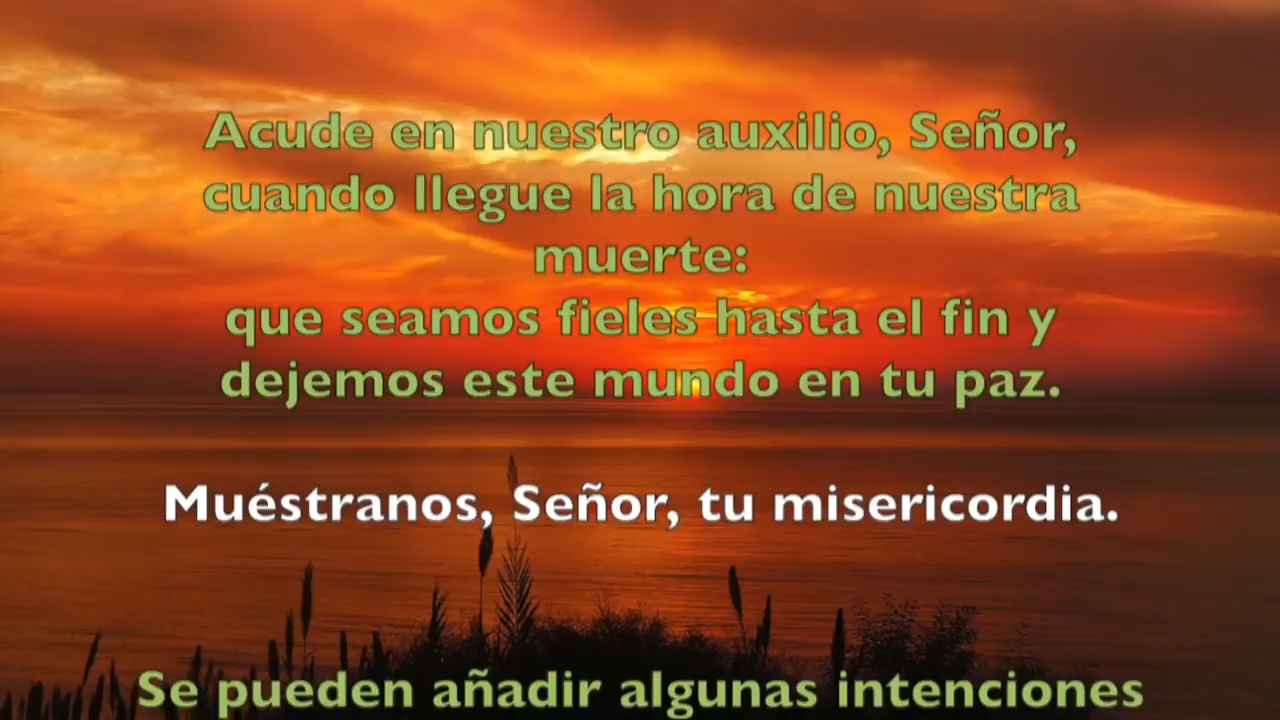 Acude en nuestro auxilio, Señor,
cuando llegue la hora de nuestra
muerte:
que seamos fieles hasta el fin y
dejemos este mundo en tu paz.
Muéstranos, Señor, tu misericordia.
Se pueden añadir algunas intenciones